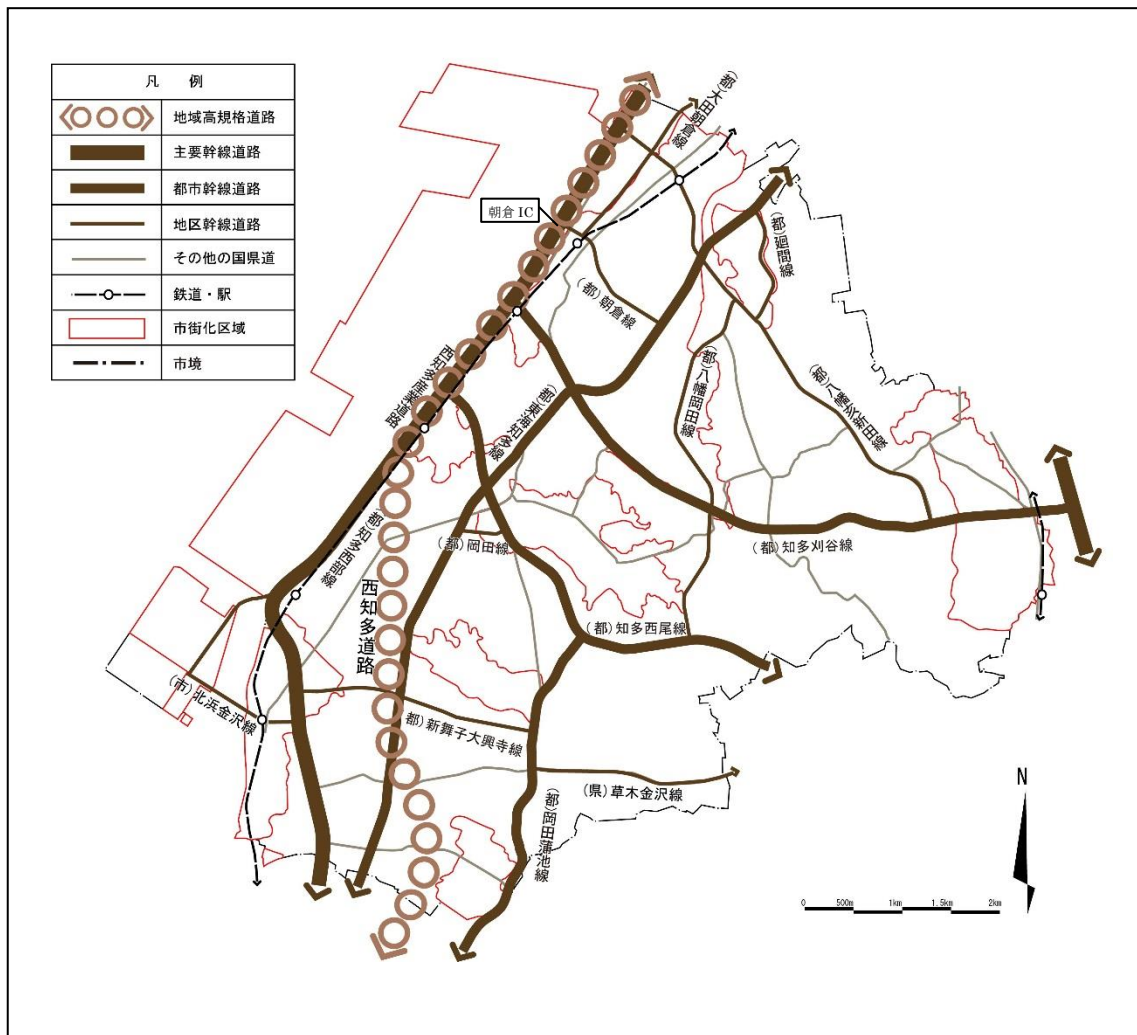 凡 例
地域高規格道路
主要幹線道路
都市幹線道路
地区幹線道路
その他の国県道
鉄道・駅
市街化区域
市境
(都)大田朝倉線
朝倉 IC
(都)廻間線
(都)朝倉線
(都)八幡岡田線
(都)八幡亥新田線
西知多産業道路
(都)東海知多線
(都)知多西部線
(都)岡田線
(都)知多刈谷線
西知多道路
(都)知多西尾線
(市)北浜金沢線
都)新舞子大興寺線
(県)草木金沢線
(都)岡田蒲池線
N
0 500m 1km 1.5km 2km